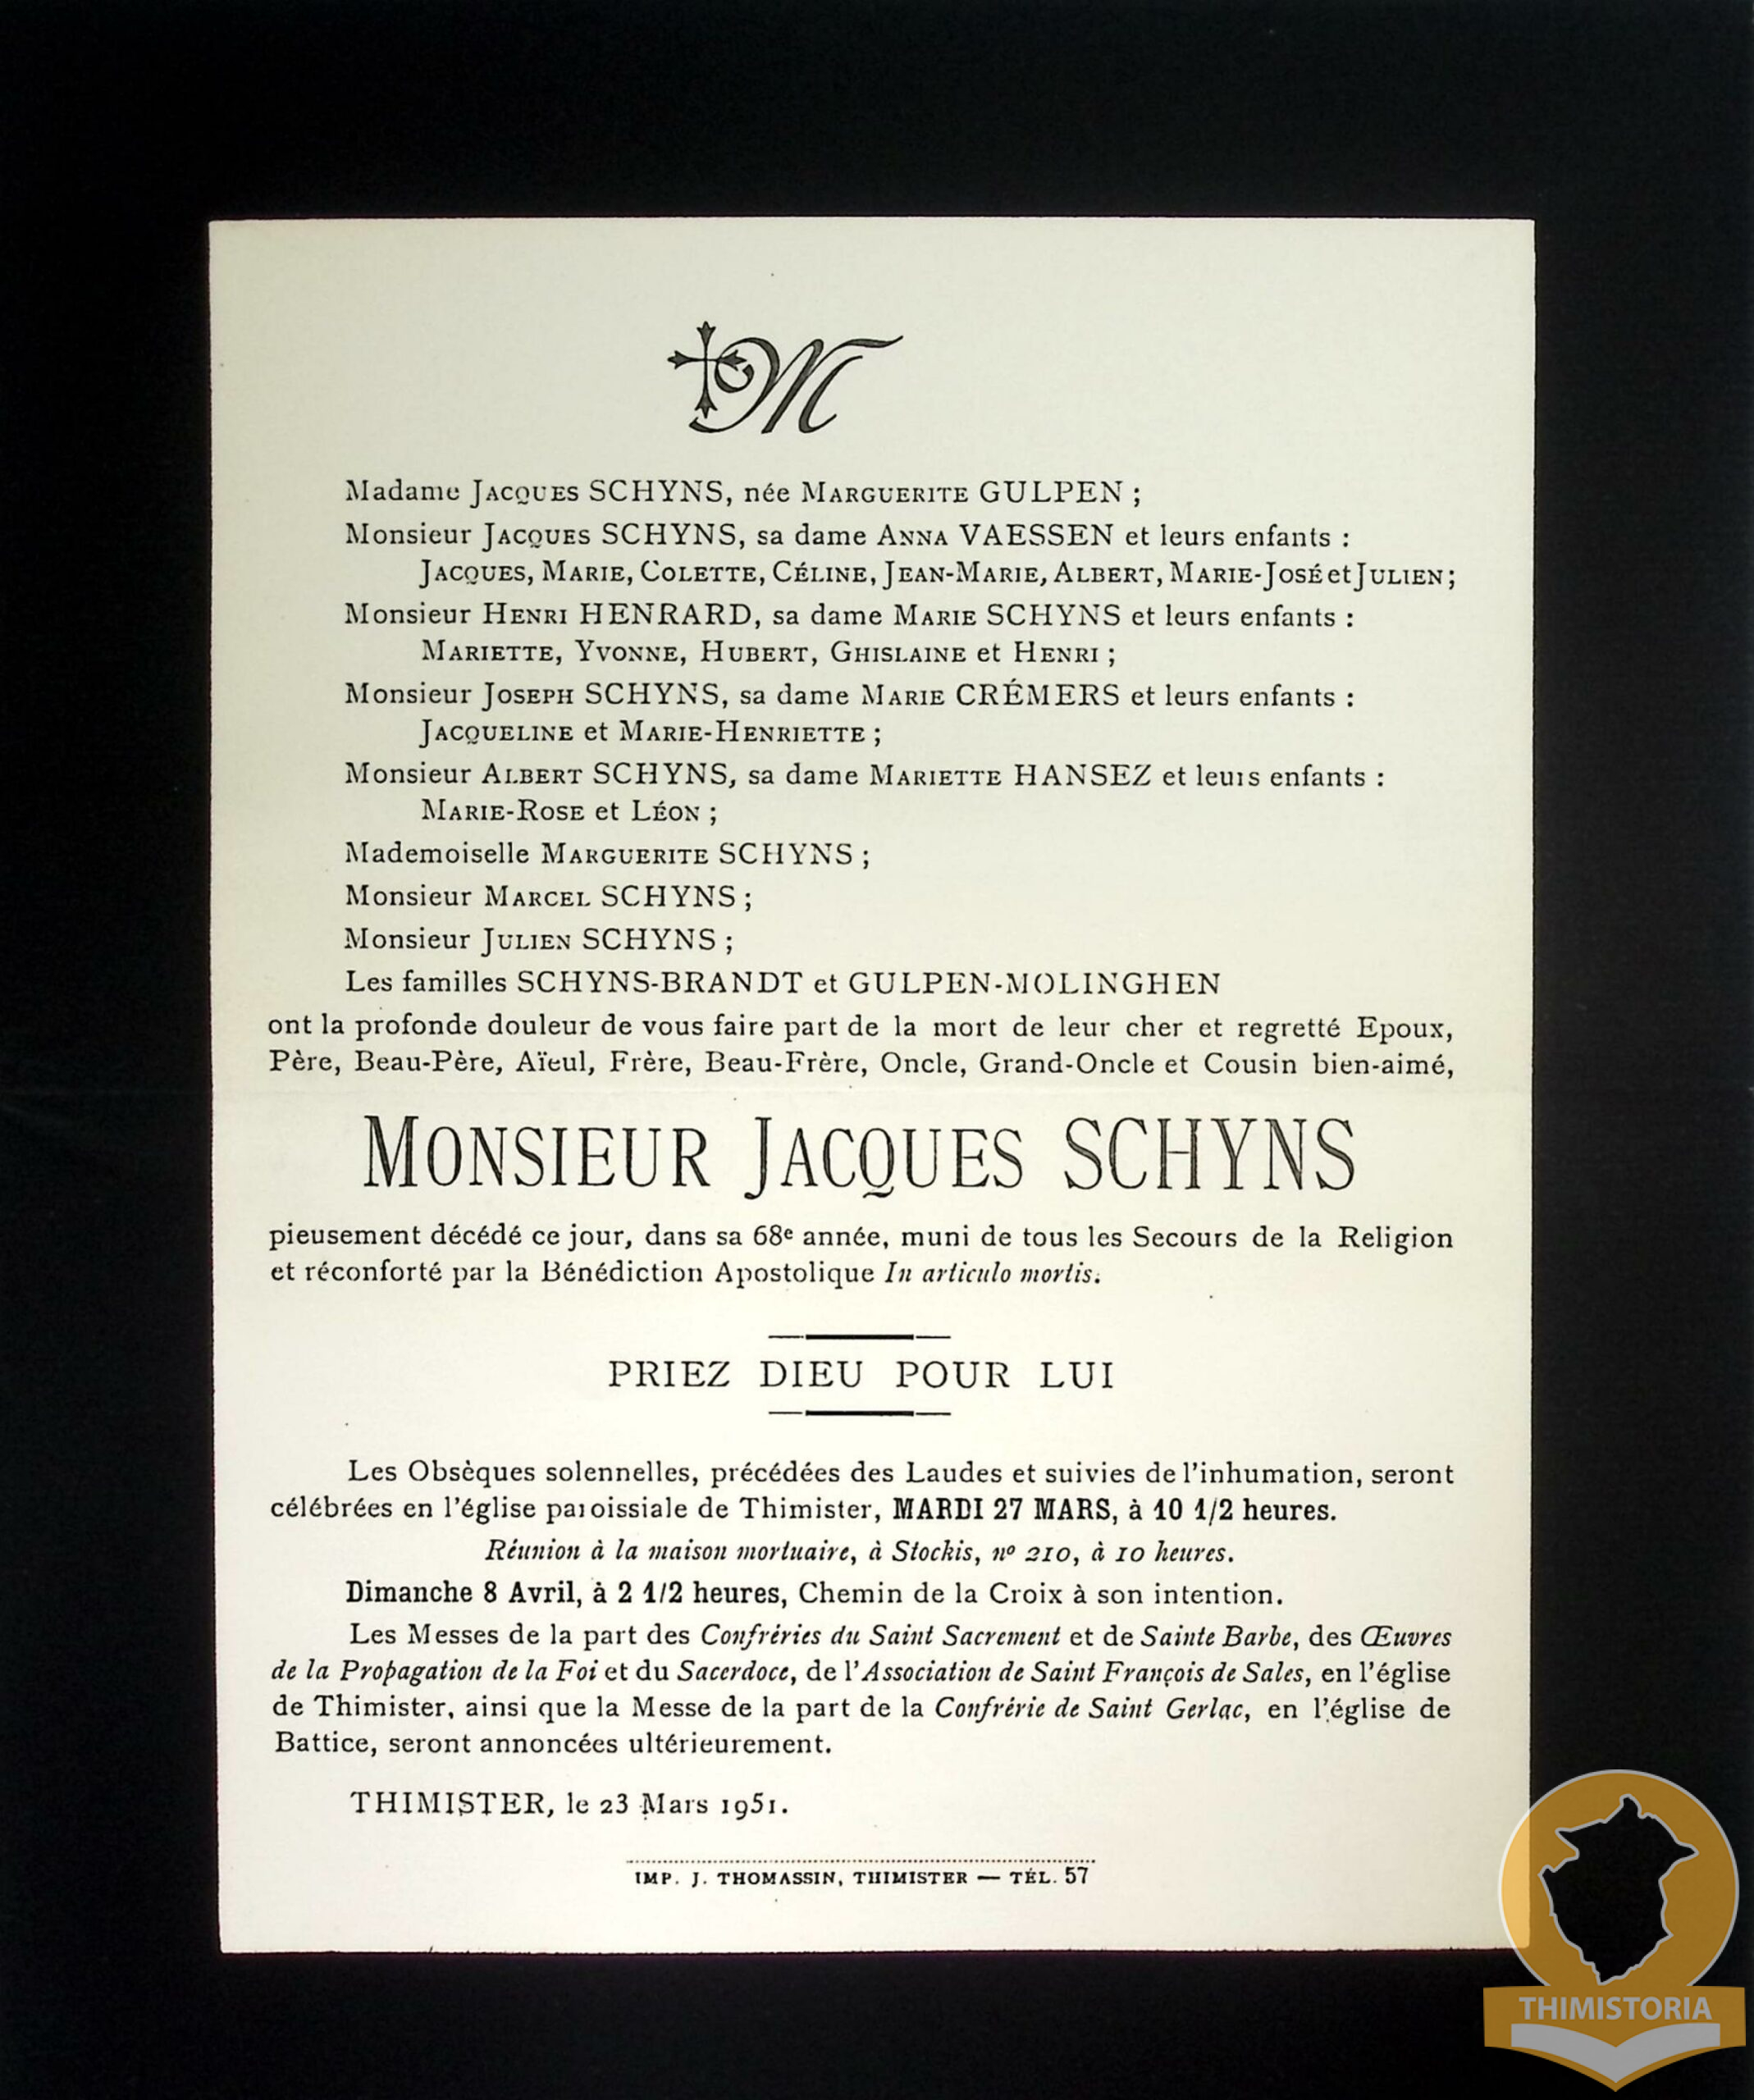 M
Madame JACQUES SCHYNS, née MARGUERITE GULPEN ;
Monsieur JACQUES SCHYNS, sa dame ANNA VAESSEN et leurs enfants :
JACQUES, MARIE, COLETTE, CÉLINE, JEAN-MARIE, ALBERT, MARIE-JOSÉ et JULIEN ;
Monsieur HENRI HENRARD, sa dame MARIE SCHYNS et leurs enfants :
MARIETTE, YVONNE, HUBERT, GHISLAINE et HENRI ;
Monsieur JOSEPH SCHYNS, sa dame MARIE CRÉMERS et leurs enfants :
JACQUELINE et MARIE-HENRIETTE ;
Monsieur ALBERT SCHYNS, sa dame MARIETTE HANSEZ et leurs enfants :
MARIE-ROSE et LÉON ;
Mademoiselle MARGUERITE SCHYNS ;
Monsieur MARCEL SCHYNS ;
Monsieur JULIEN SCHYNS ;
Les familles SCHYNS-BRANDT et GULPEN-MOLINGHEN
ont la profonde douleur de vous faire part de la mort de leur cher et regretté Epoux,
Père, Beau-Père, Aïeul, Frère, Beau-Frère, Oncle, Grand-Oncle et Cousin bien-aimé,
MONSIEUR JACQUES SCHYNS
pieusement décédé ce jour, dans sa 68e année, muni de tous les Secours de la Religion
et réconforté par la Bénédiction Apostolique In articulo mortis.
PRIEZ DIEU POUR LUI
Les Obsèques solennelles, précédées des Laudes et suivies de l'inhumation, seront
célébrées en l'église paroissiale de Thimister, MARDI 27 MARS, à 10 1/2 heures.
Réunion à la maison mortuaire, à Stockis, nº 210, à 10 heures.
Dimanche 8 Avril, à 2 1/2 heures, Chemin de la Croix à son intention.
Les Messes de la part des Confréries du Saint Sacrement et de Sainte Barbe, des Œuvres
de la Propagation de la Foi et du Sacerdoce, de l'Association de Saint François de Sales, en l'église
de Thimister, ainsi que la Messe de la part de la Confrérie de Saint Gerlac, en l'église de
Battice, seront annoncées ultérieurement.
THIMISTER, le 23 Mars 1951.
IMP. J. THOMASSIN, THIMISTER — TÉL. 57
THIMISTORIA